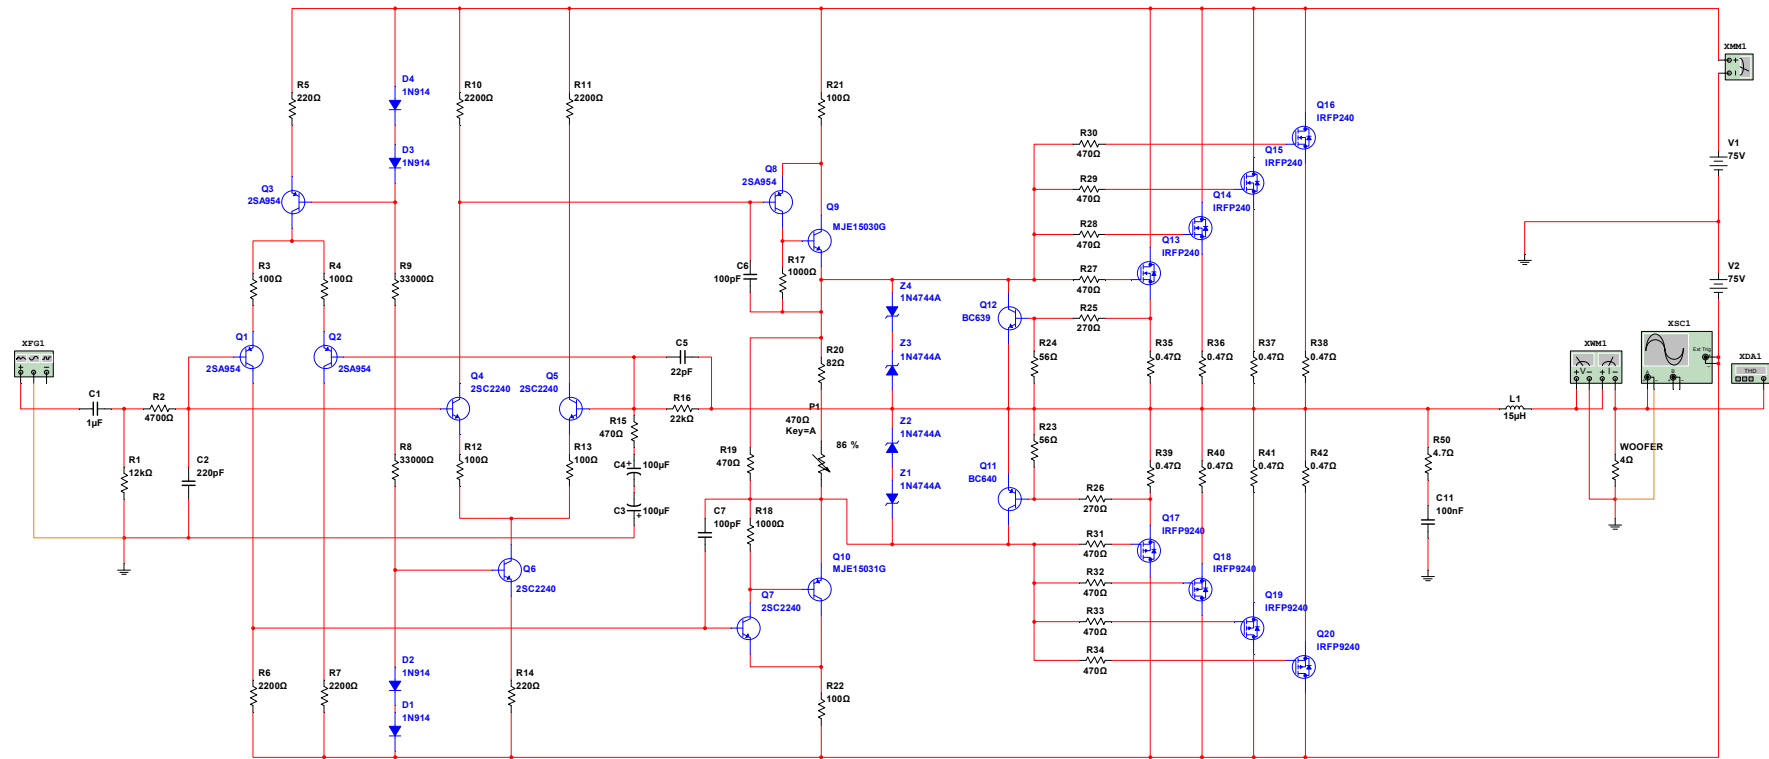 XMM1
R5
220Ω
D4
1N914
R10
2200Ω
R11
2200Ω
R21
100Ω
Q16
IRFP240
D3
1N914
R30
470Ω
V1
75V
Q15
IRFP240
Q3
2SA954
Q8
2SA954
R29
470Ω
Q14
IRFP240
Q9
MJE15030G
R28
470Ω
Q13
IRFP240
R3
100Ω
R4
100Ω
R9
33000Ω
C6
100pF
R17
1000Ω
R27
470Ω
V2
75V
Z4
1N4744A
Q12
BC639
R25
270Ω
XFG1
Q1
2SA954
Q2
2SA954
C5
22pF
R20
82Ω
Z3
1N4744A
R24
56Ω
R35
0.47Ω
R36
0.47Ω
R37
0.47Ω
R38
0.47Ω
XWM1
XSC1
Ext Trig
XDA1
THD
C1
1µF
R2
4700Ω
Q4
2SC2240
Q5
2SC2240
R16
22kΩ
R15
470Ω
P1
470Ω
Key=A
86 %
Z2
1N4744A
R23
56Ω
L1
15µH
R1
12kΩ
C2
220pF
R8
33000Ω
R12
100Ω
R13
100Ω
C4
100µF
R19
470Ω
Z1
1N4744A
Q11
BC640
R39
0.47Ω
R40
0.47Ω
R41
0.47Ω
R42
0.47Ω
R50
4.7Ω
WOOFER
4Ω
C3
100µF
C7
100pF
R18
1000Ω
R26
270Ω
C11
100nF
Q17
IRFP9240
R31
470Ω
Q6
2SC2240
Q10
MJE15031G
Q18
IRFP9240
R32
470Ω
Q7
2SC2240
Q19
IRFP9240
R33
470Ω
Q20
IRFP9240
R34
470Ω
R6
2200Ω
R7
2200Ω
D2
1N914
R14
220Ω
R22
100Ω
D1
1N914